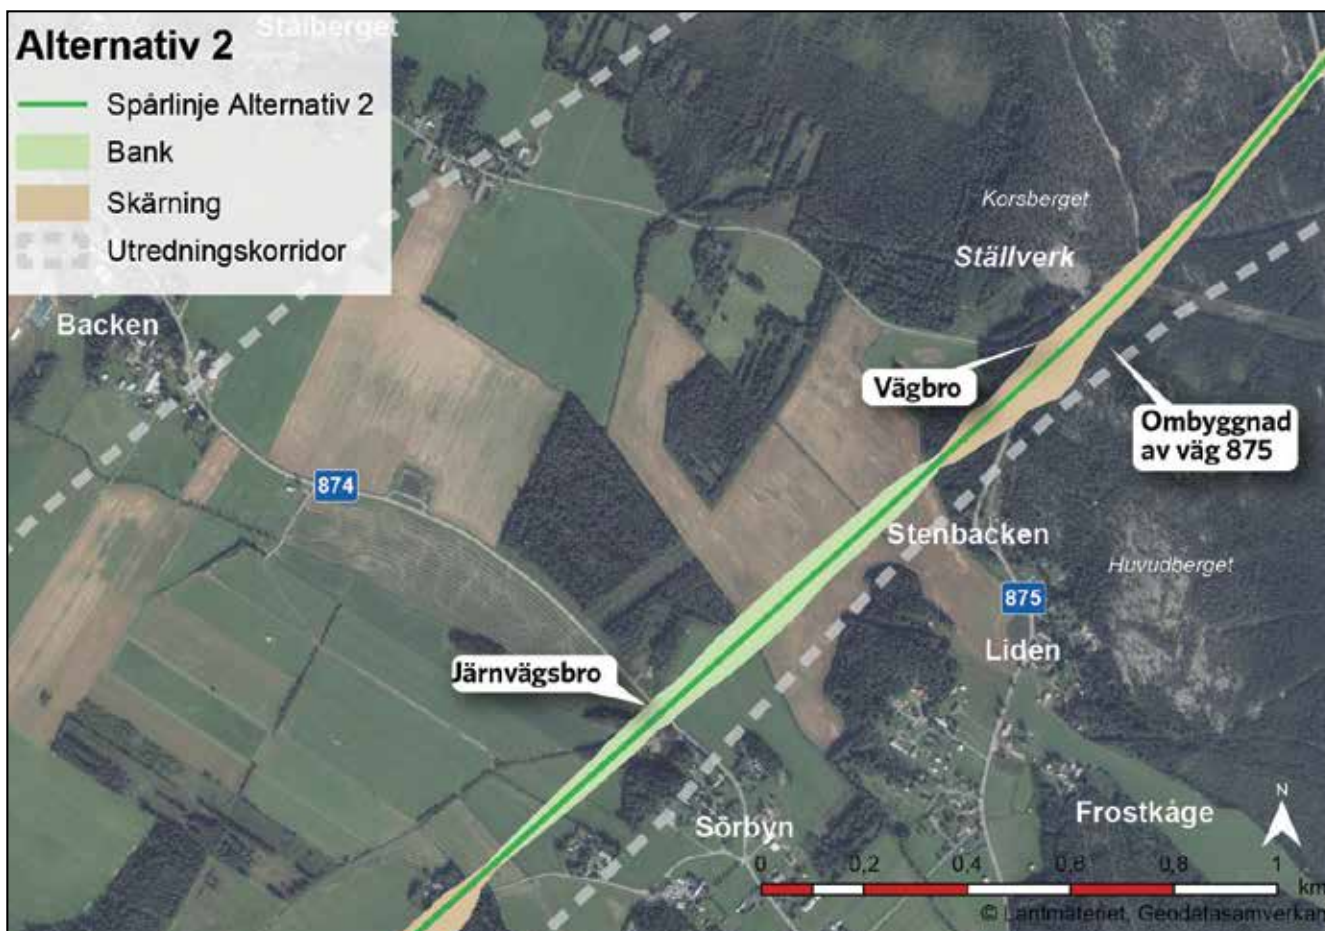 Stålberget
Alternativ 2
Spårlinje Alternativ 2
Bank
Skärning
Utredningskorridor
Korsberget
Ställverk
Backen
Vägbro
Ombyggnad
av väg 875
874
Stenbacken
Huvudberget
875
Liden
Järnvägsbro
N
Frostkåge
Sörbyn
0 0,2 0,4 0,6 0,8 1
km
© Lantmäteriet, Geodatasamverkan